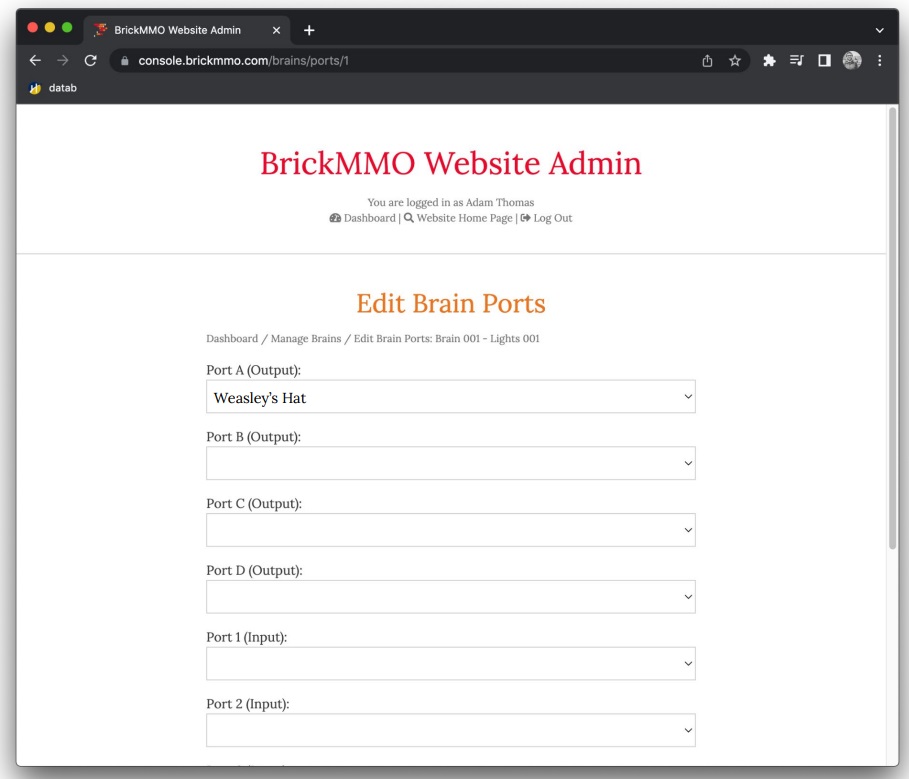 BrickMMO Website Admin
console.brickmmo.com/brains/ports/1
datab
BrickMMO Website Admin
You are logged in as Adam Thomas
Dashboard | Website Home Page | Log Out
Edit Brain Ports
Dashboard / Manage Brains / Edit Brain Ports: Brain 001 - Lights 001
Port A (Output):
Weasley's Hat
Port B (Output):
Port C (Output):
Port D (Output):
Port 1 (Input):
Port 2 (Input):